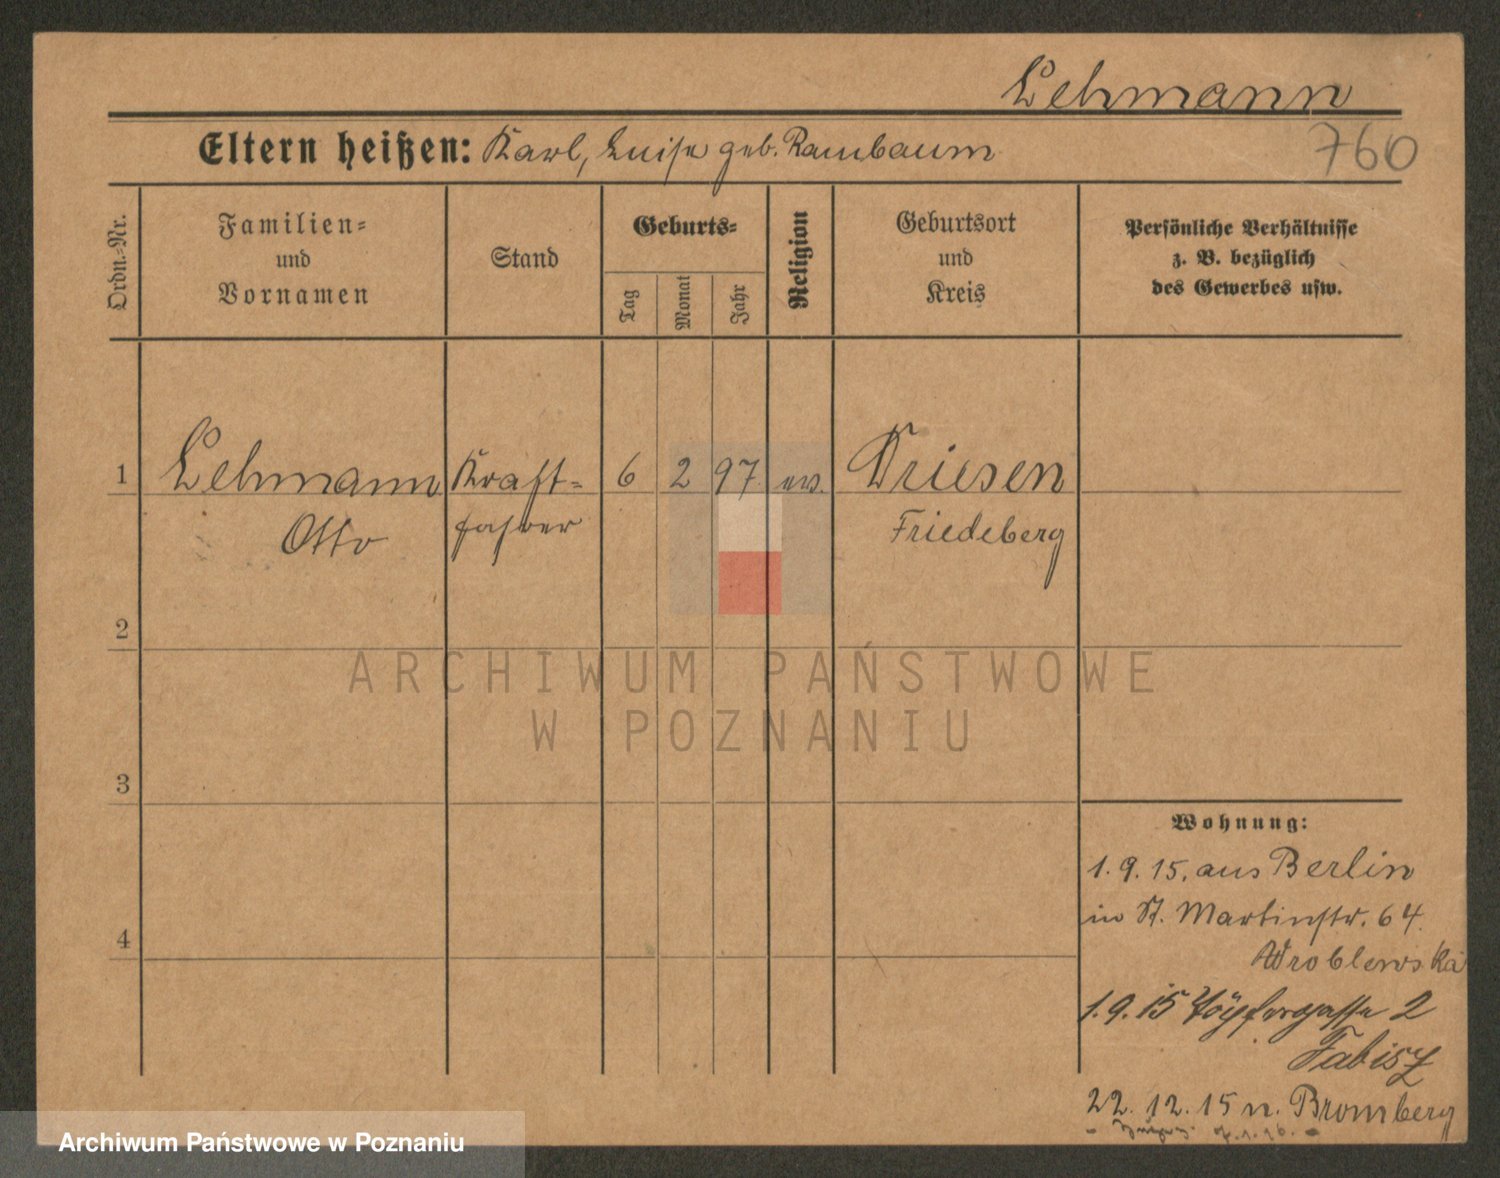 Lehmann
760
Eltern heißen: Karl, Luise geb. Rambaum
Ordn.=Nr.
Familien=
und
Vornamen
Stand
Geburts=
Tag
Monat
Jahr
Religion
Geburtsort
und
Kreis
Persönliche Verhältnisse
z. B. bezüglich
des Gewerbes usw.
1
Lehmann
Otto
Kraft=
fahrer
6
2
97
ev.
Driesen
Friedeberg
2
3
4
ARCHIWUM PAŃSTWOWE
W POZNANIU
Wohnung:
1. 9. 15. aus Berlin
in St. Martinstr. 64.
Wroblewska
1. 9. 15 Töpfergasse 2
Fabisz
22. 12. 15 n. Bromberg
Archiwum Państwowe w Poznaniu